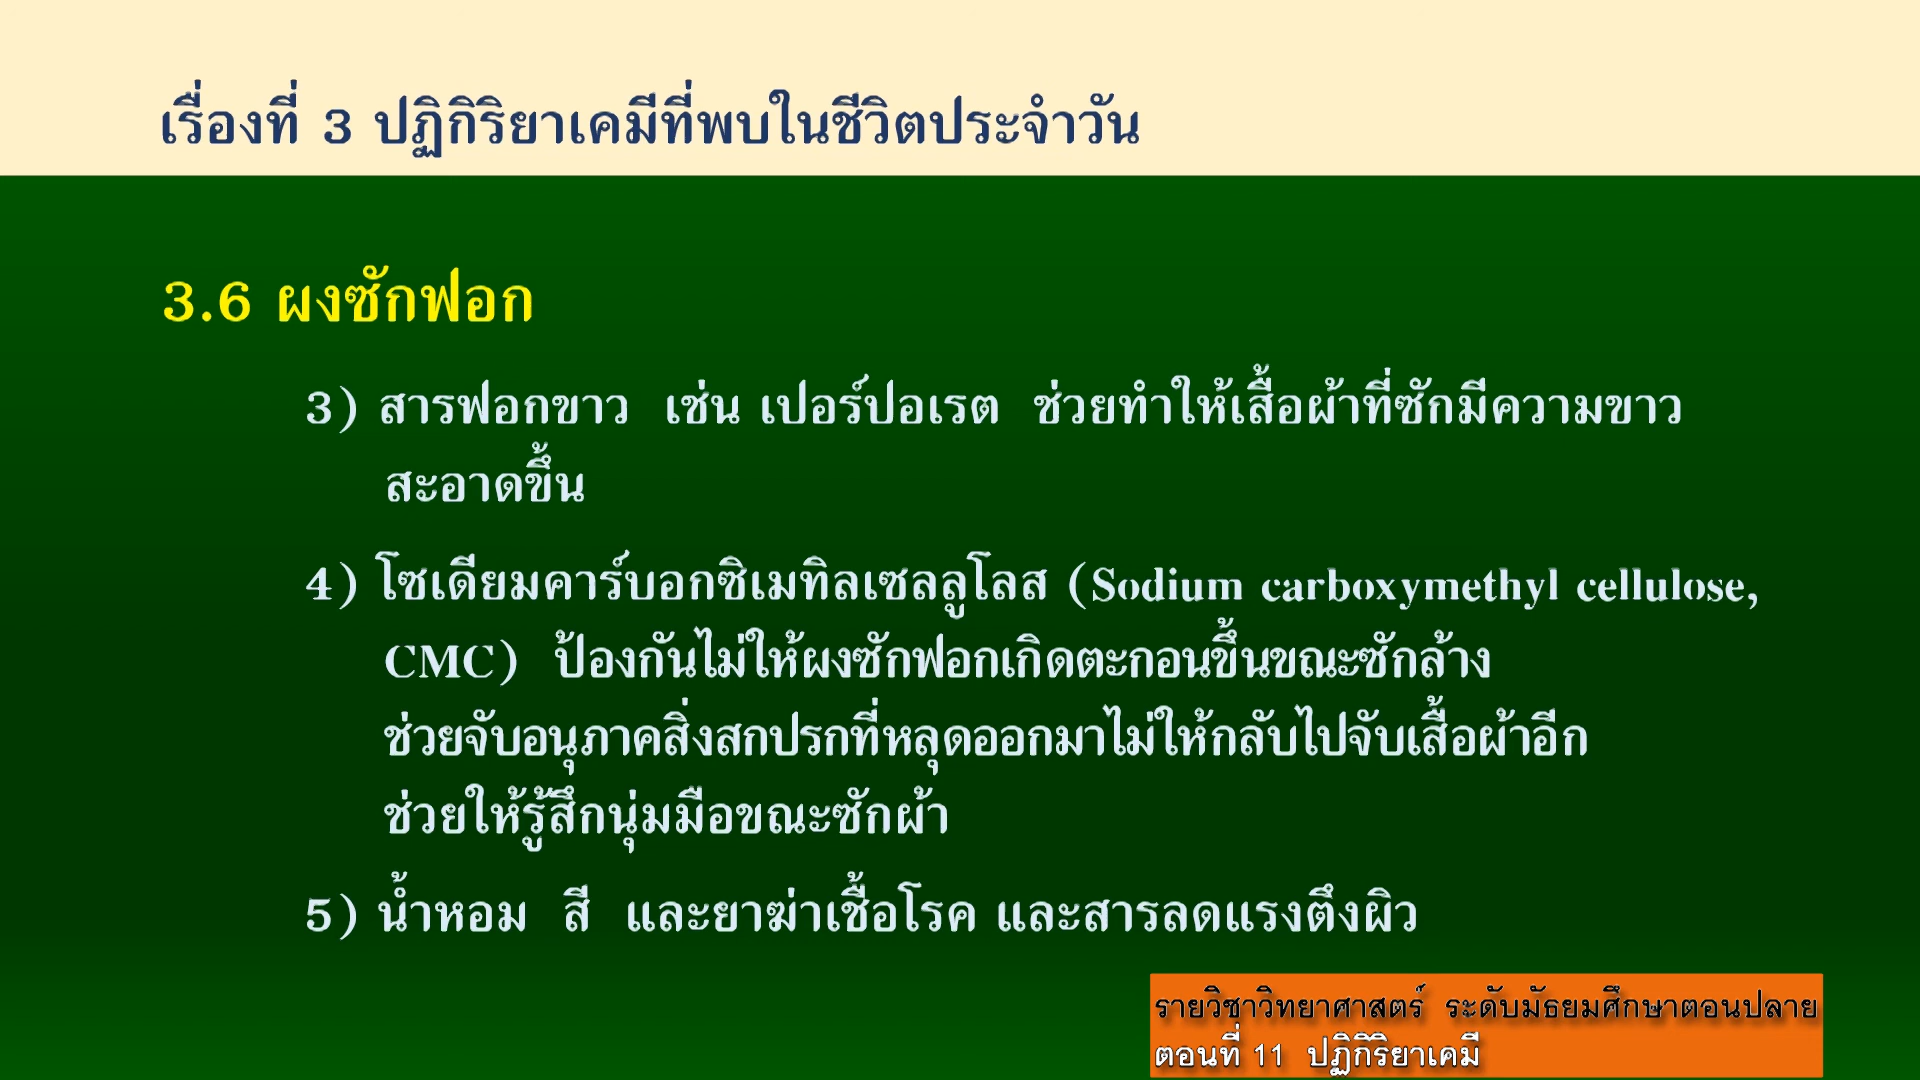 เรื่องที่ 3 ปฏิกิริยาเคมีที่พบในชีวิตประจำวัน
3.6 ผงซักฟอก
3) สารฟอกขาว เช่น เปอร์ปอเรต ช่วยทำให้เสื้อผ้าที่ซักมีความขาว
สะอาดขึ้น
4) โซเดียมคาร์บอกซิเมทิลเซลลูโลส (Sodium carboxymethyl cellulose,
CMC) ป้องกันไม่ให้ผงซักฟอกเกิดตะกอนขึ้นขณะซักล้าง
ช่วยจับอนุภาคสิ่งสกปรกที่หลุดออกมาไม่ให้กลับไปจับเสื้อผ้าอีก
ช่วยให้รู้สึกนุ่มมือขณะซักผ้า
5) น้ำหอม สี และยาฆ่าเชื้อโรค และสารลดแรงตึงผิว
รายวิชาวิทยาศาสตร์ ระดับมัธยมศึกษาตอนปลาย
ตอนที่ 11 ปฏิกิริยาเคมี